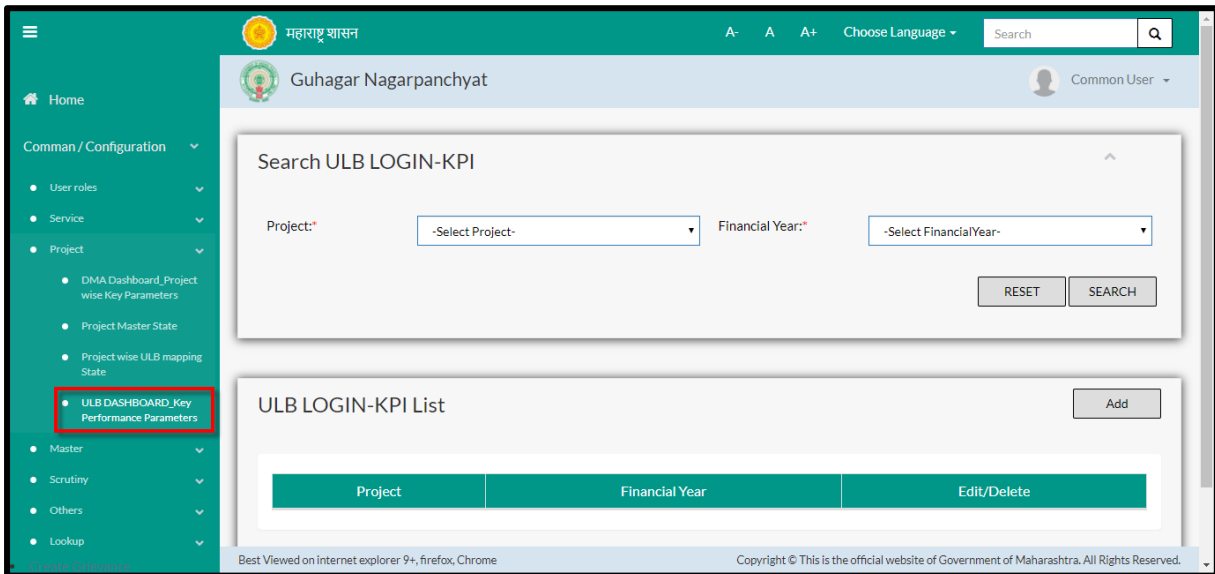 महाराष्ट्र शासन
A- A A+ Choose Language
Search
Guhagar Nagarpanchyat
Common User
Home
Comman / Configuration
User roles
Service
Project
DMA Dashboard_Project
wise Key Parameters
Project Master State
Project wise ULB mapping
State
ULB DASHBOARD_Key
Performance Parameters
Master
Scrutiny
Others
Lookup
Create Grievance
Search ULB LOGIN-KPI
Project:* -Select Project- Financial Year:* -Select FinancialYear-
RESET SEARCH
ULB LOGIN-KPI List
Add
Project Financial Year Edit/Delete
Best Viewed on internet explorer 9+, firefox, Chrome
Copyright © This is the official website of Government of Maharashtra. All Rights Reserved.